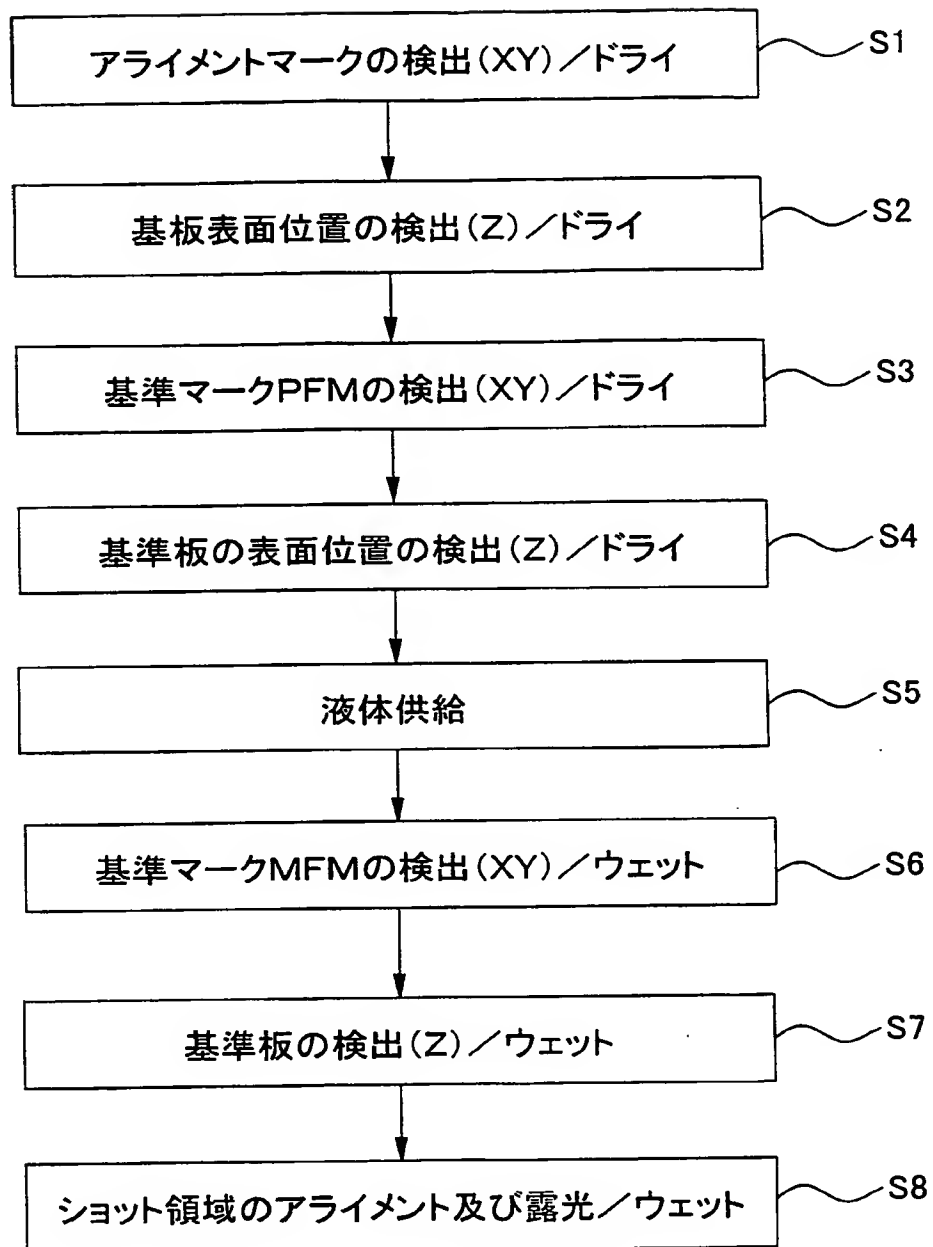 アライメントマークの検出(XY)／ドライ
S1
基板表面位置の検出(Z)／ドライ
S2
基準マークPFMの検出(XY)／ドライ
S3
基準板の表面位置の検出(Z)／ドライ
S4
液体供給
S5
基準マークMFMの検出(XY)／ウェット
S6
基準板の検出(Z)／ウェット
S7
ショット領域のアライメント及び露光／ウェット
S8